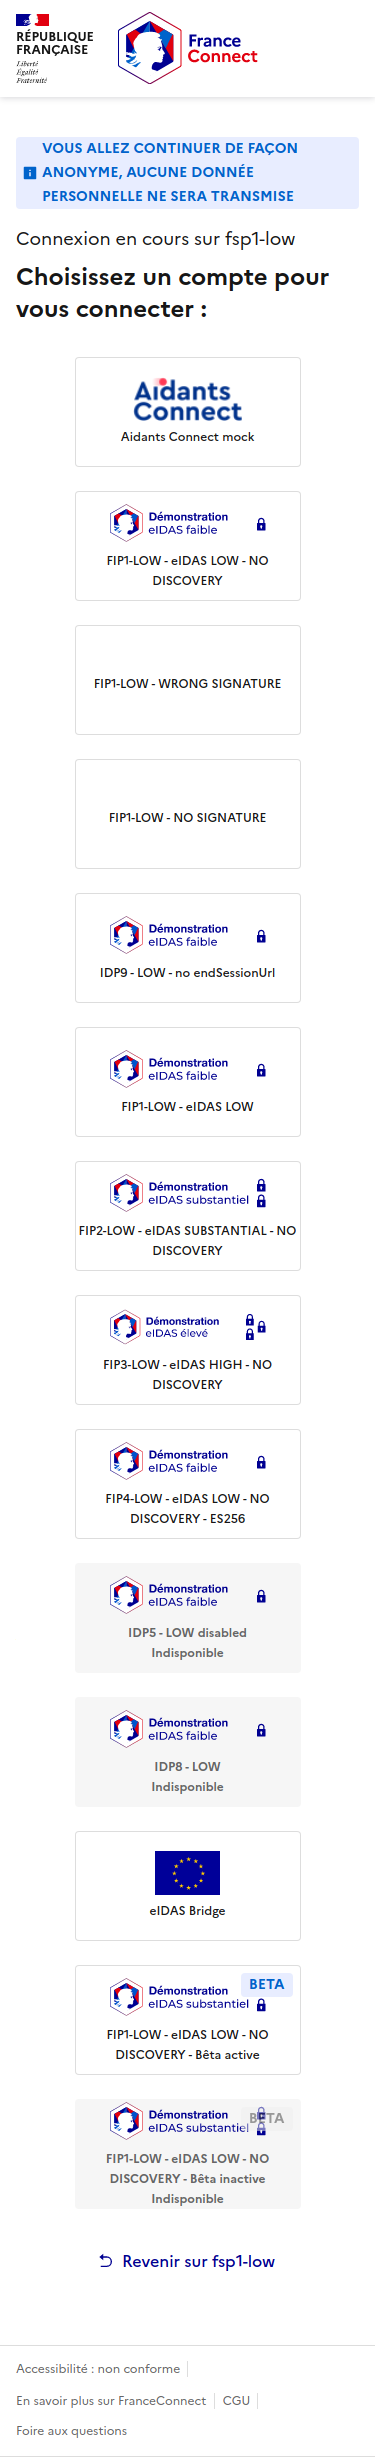 RÉPUBLIQUE
FRANÇAISE
Liberté
Égalité
Fraternité
France
Connect
VOUS ALLEZ CONTINUER DE FAÇON
ANONYME, AUCUNE DONNÉE
PERSONNELLE NE SERA TRANSMISE
Connexion en cours sur fsp1-low
Choisissez un compte pour
vous connecter :
Aidants
Connect
Aidants Connect mock
Démonstration
eIDAS faible
FIP1-LOW - eIDAS LOW - NO
DISCOVERY
FIP1-LOW - WRONG SIGNATURE
FIP1-LOW - NO SIGNATURE
Démonstration
eIDAS faible
IDP9 - LOW - no endSessionUrl
Démonstration
eIDAS faible
FIP1-LOW - eIDAS LOW
Démonstration
eIDAS substantiel
FIP2-LOW - eIDAS SUBSTANTIAL - NO
DISCOVERY
Démonstration
eIDAS élevé
FIP3-LOW - eIDAS HIGH - NO
DISCOVERY
Démonstration
eIDAS faible
FIP4-LOW - eIDAS LOW - NO
DISCOVERY - ES256
Démonstration
eIDAS faible
IDP5 - LOW disabled
Indisponible
Démonstration
eIDAS faible
IDP8 - LOW
Indisponible
eIDAS Bridge
BETA
Démonstration
eIDAS substantiel
FIP1-LOW - eIDAS LOW - NO
DISCOVERY - Bêta active
BETA
Démonstration
eIDAS substantiel
FIP1-LOW - eIDAS LOW - NO
DISCOVERY - Bêta inactive
Indisponible
Revenir sur fsp1-low
Accessibilité : non conforme
En savoir plus sur FranceConnect
CGU
Foire aux questions